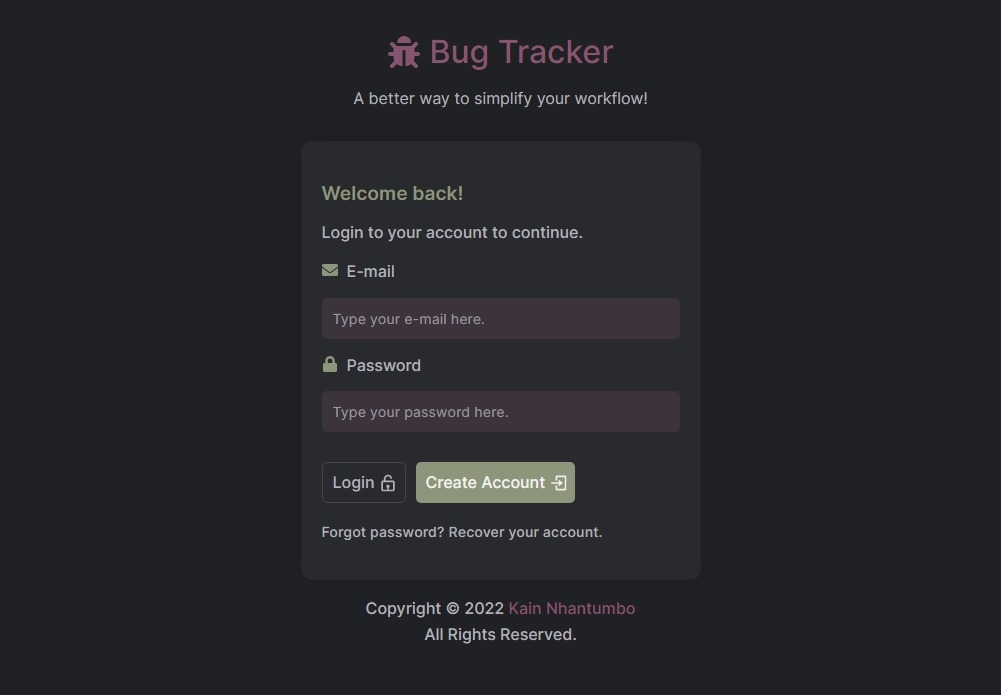 Bug Tracker
A better way to simplify your workflow!
Welcome back!
Login to your account to continue.
E-mail
Type your e-mail here.
Password
Type your password here.
Login Create Account
Forgot password? Recover your account.
Copyright © 2022 Kain Nhantumbo
All Rights Reserved.